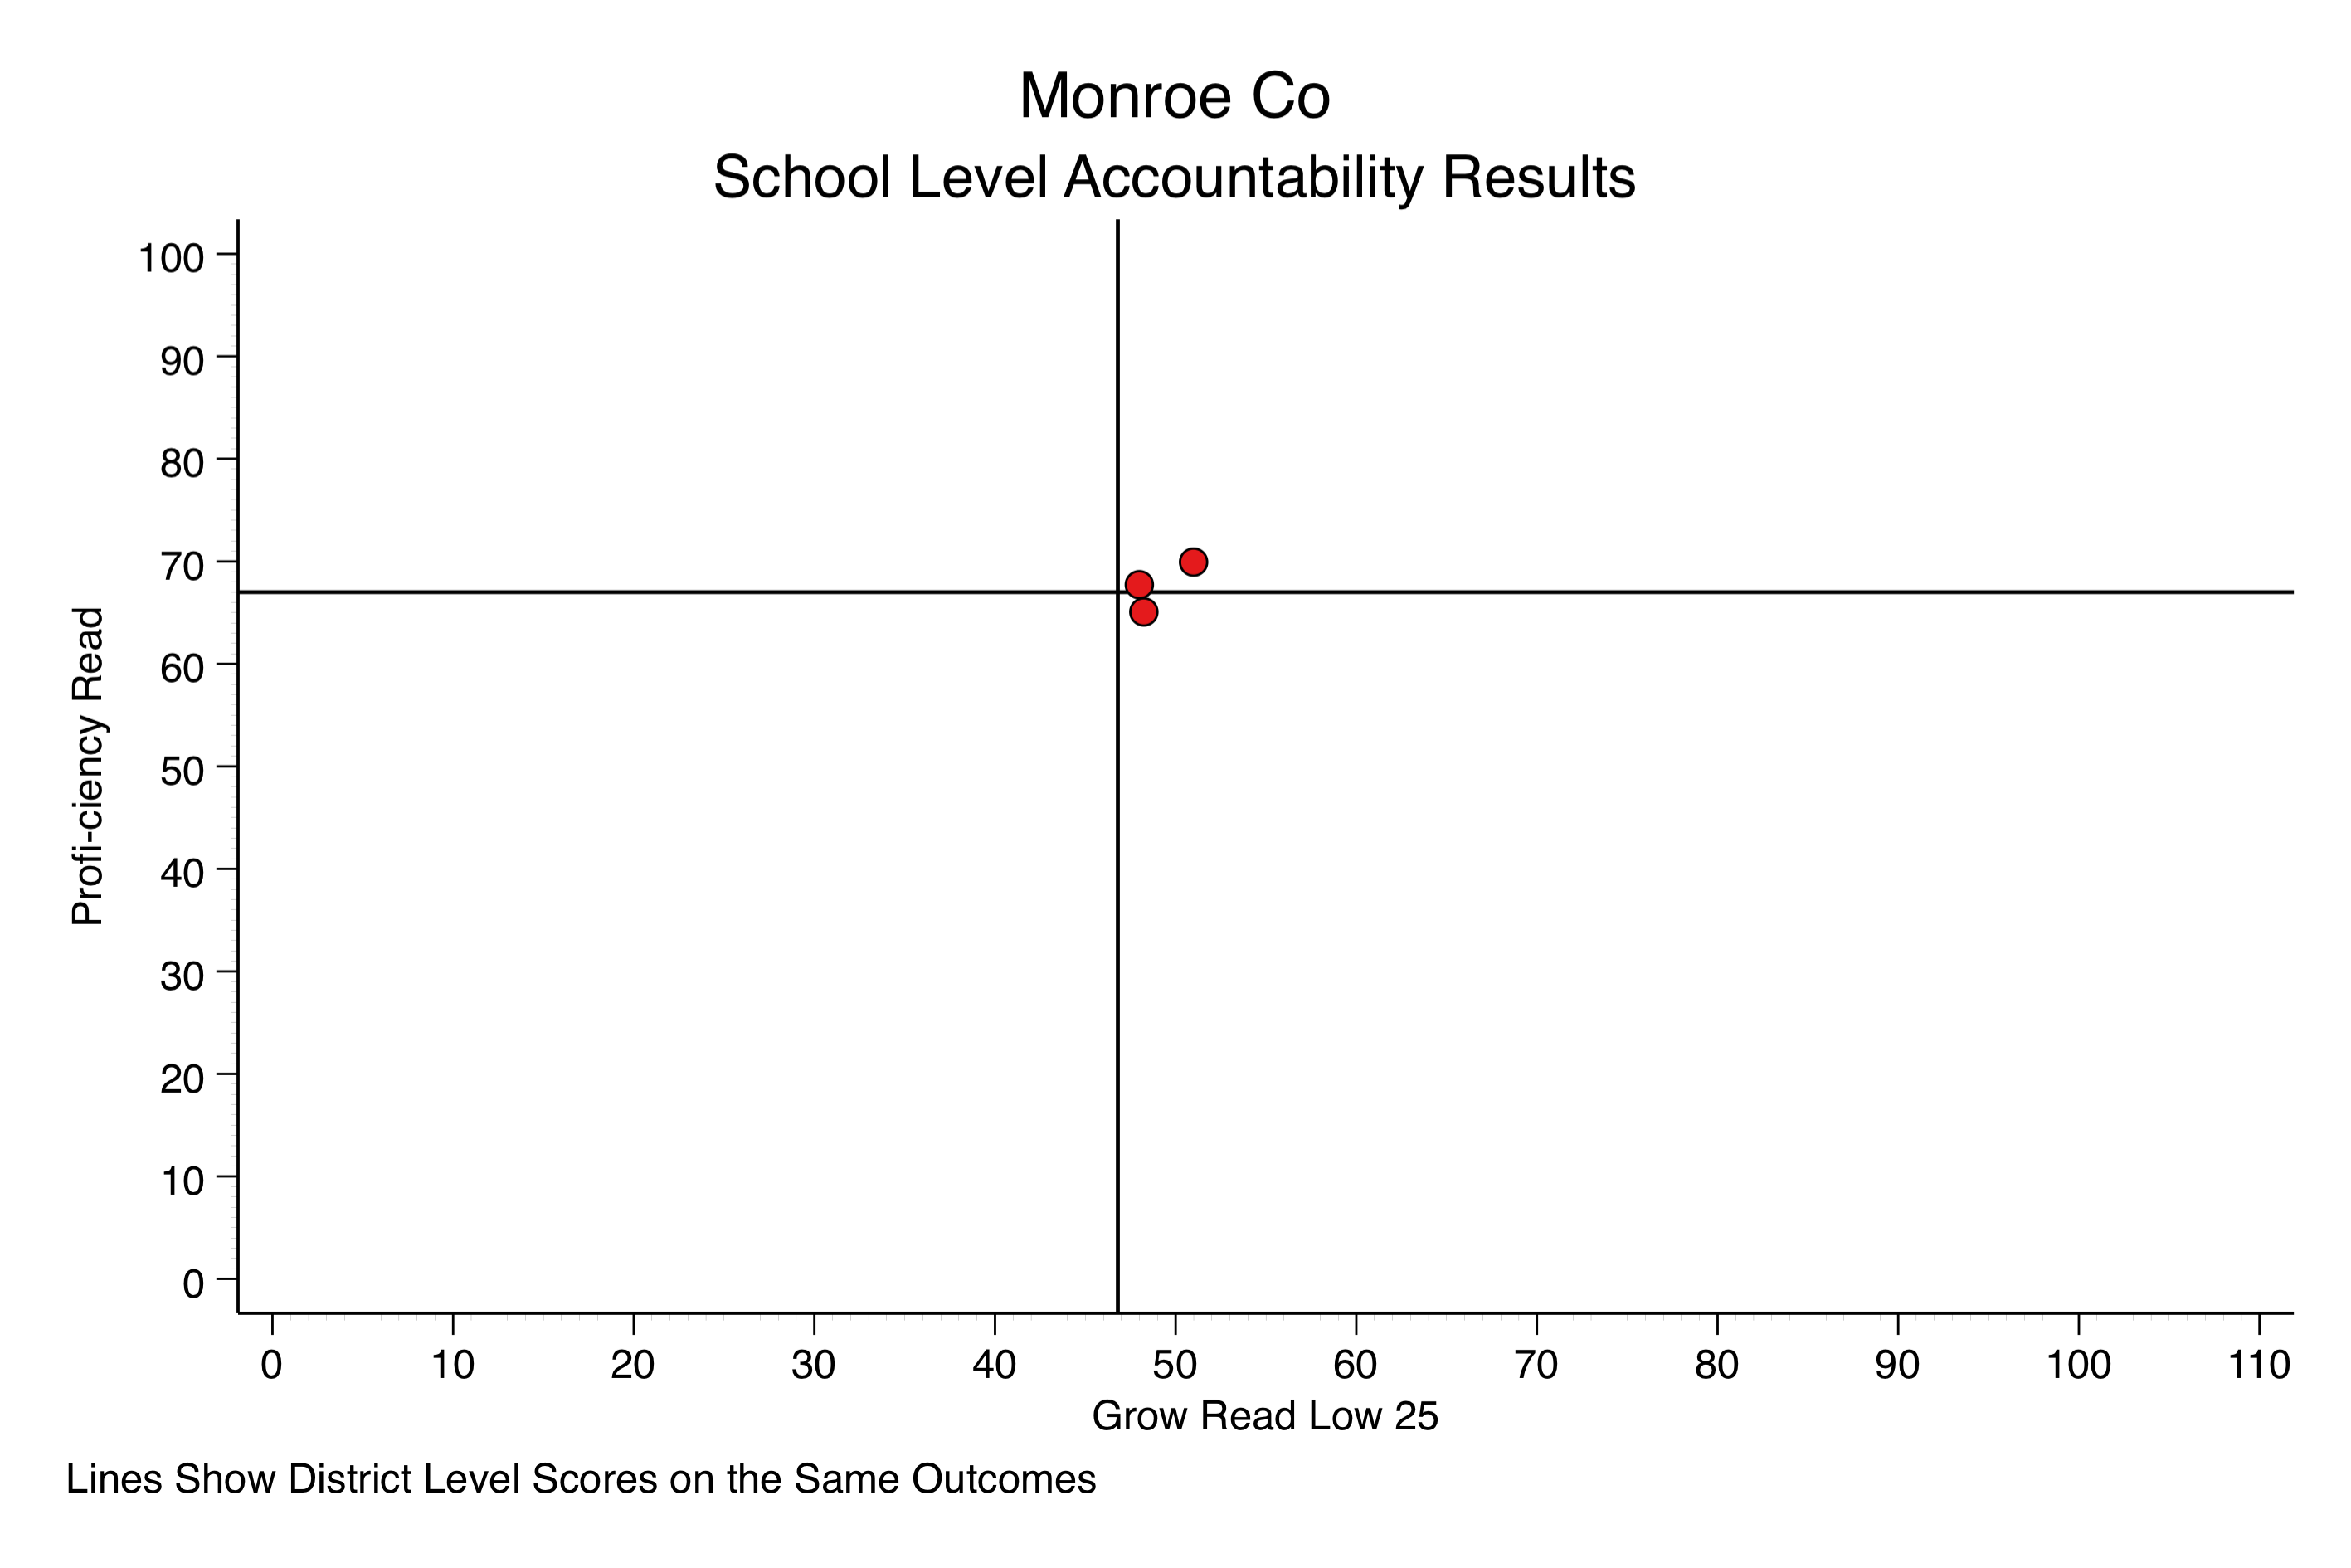 Monroe Co
School Level Accountability Results
100
90
80
70
60
50
40
30
20
10
0
Profi-ciency Read
0 10 20 30 40 50 60 70 80 90 100 110
Grow Read Low 25
Lines Show District Level Scores on the Same Outcomes